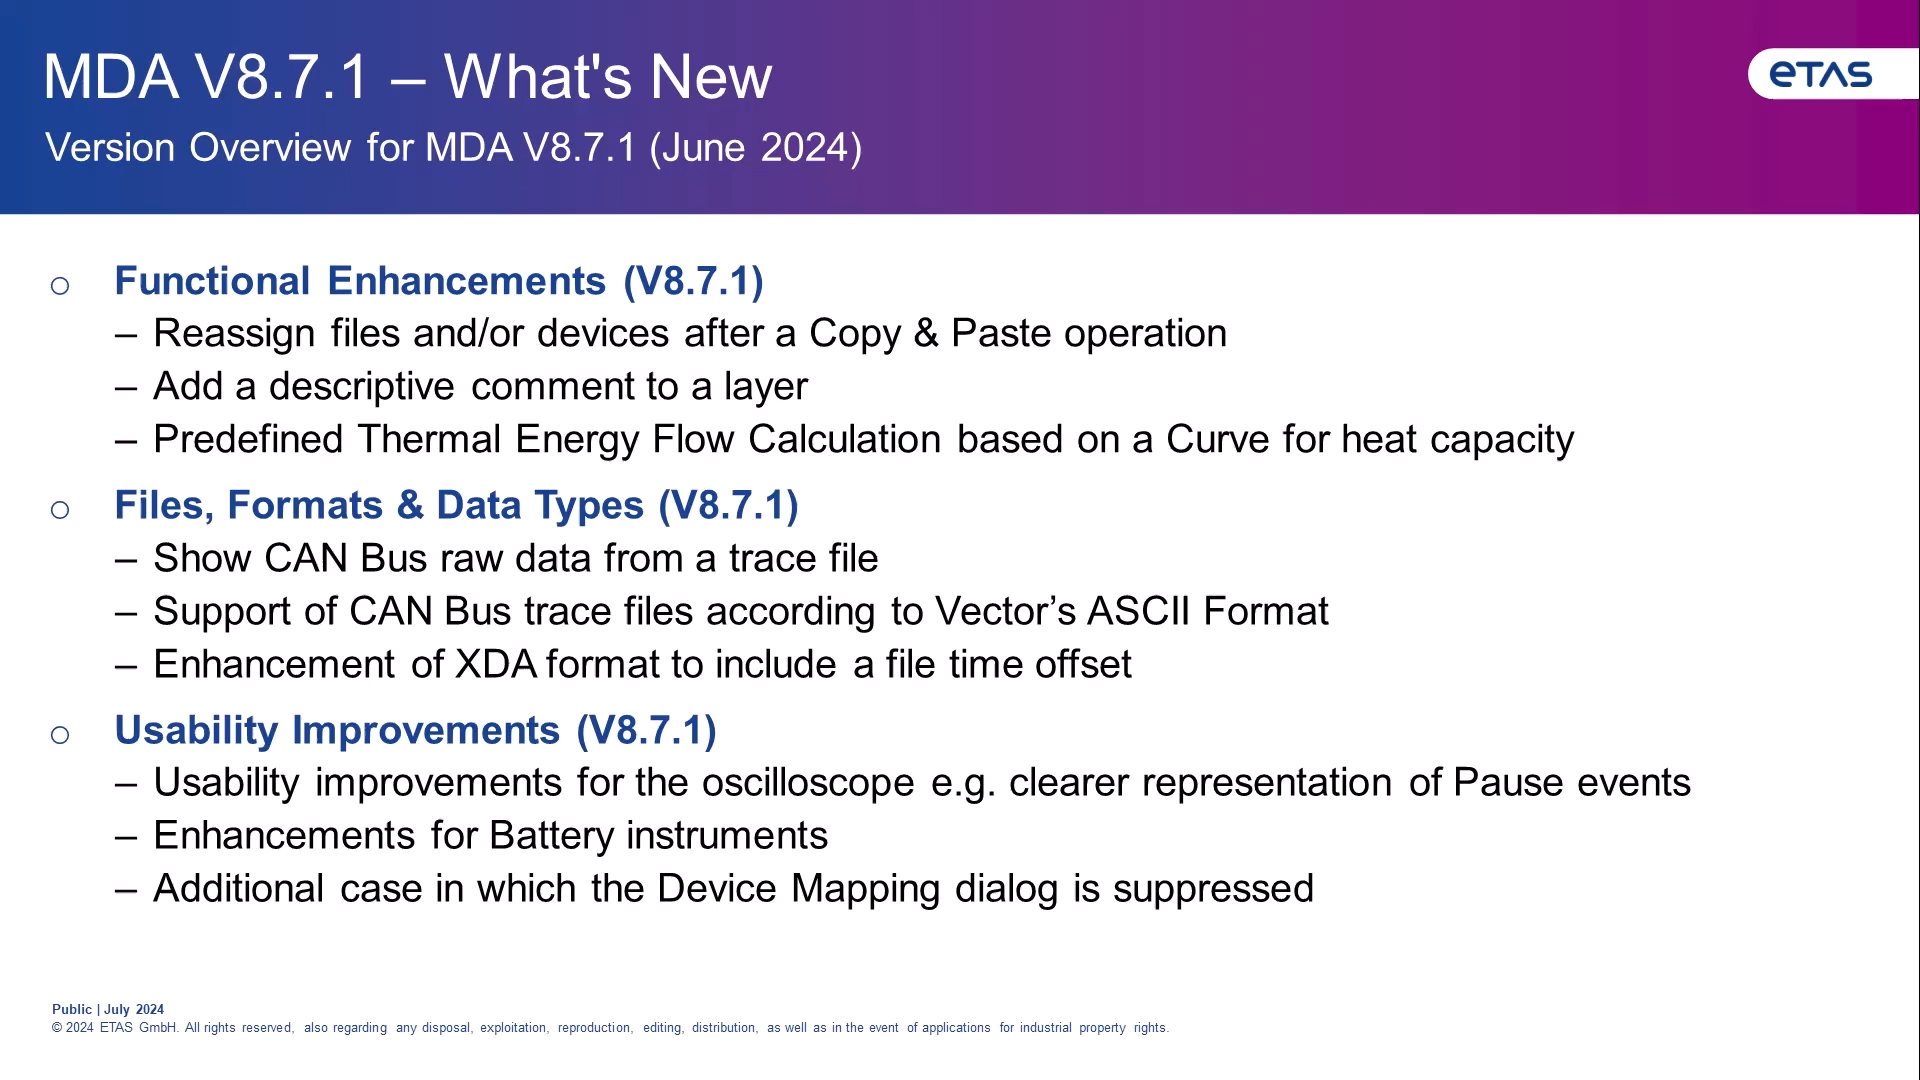 MDA V8.7.1 – What's New
Version Overview for MDA V8.7.1 (June 2024)
eTAS
o Functional Enhancements (V8.7.1)
– Reassign files and/or devices after a Copy & Paste operation
– Add a descriptive comment to a layer
– Predefined Thermal Energy Flow Calculation based on a Curve for heat capacity
o Files, Formats & Data Types (V8.7.1)
– Show CAN Bus raw data from a trace file
– Support of CAN Bus trace files according to Vector’s ASCII Format
– Enhancement of XDA format to include a file time offset
o Usability Improvements (V8.7.1)
– Usability improvements for the oscilloscope e.g. clearer representation of Pause events
– Enhancements for Battery instruments
– Additional case in which the Device Mapping dialog is suppressed
Public | July 2024
© 2024 ETAS GmbH. All rights reserved, also regarding any disposal, exploitation, reproduction, editing, distribution, as well as in the event of applications for industrial property rights.